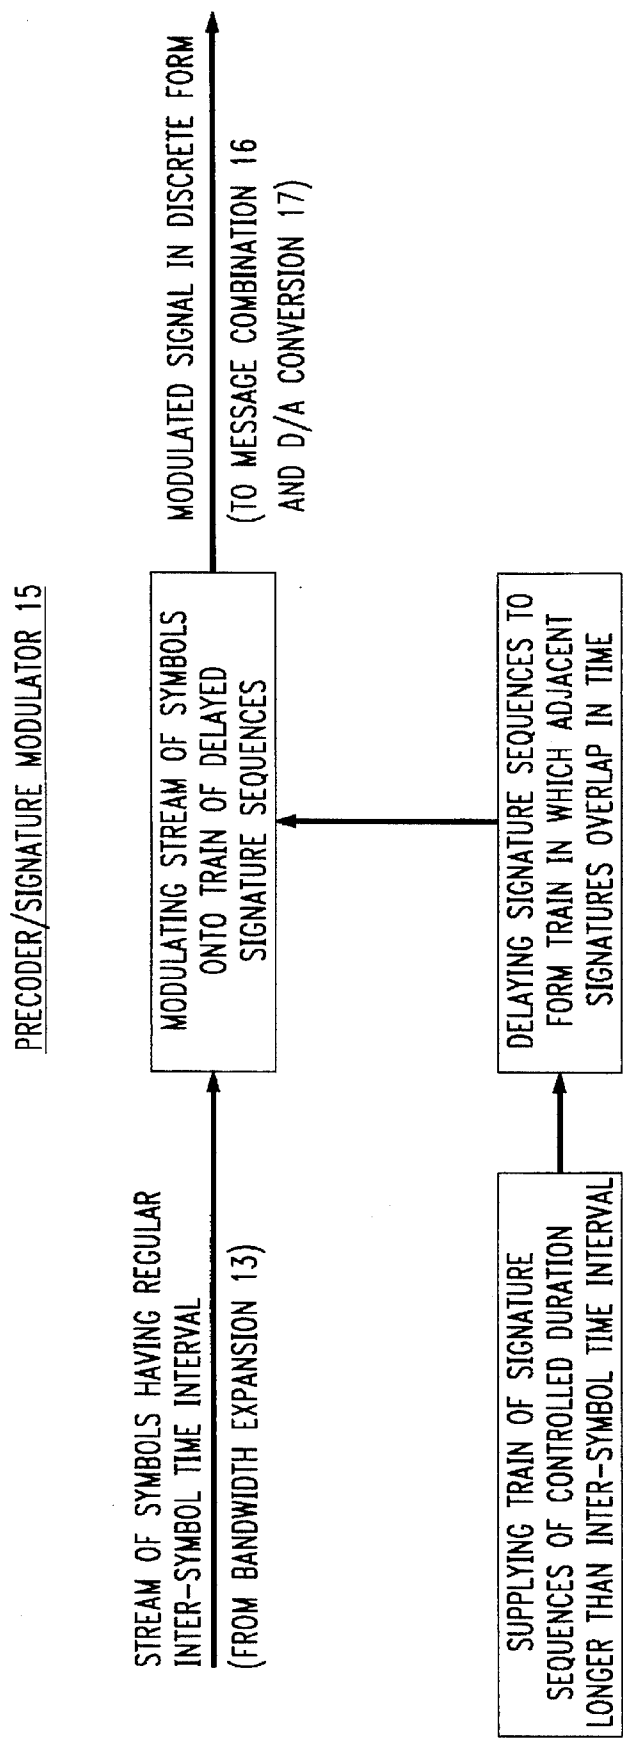 PRECODER/SIGNATURE MODULATOR 15
STREAM OF SYMBOLS HAVING REGULAR
INTER-SYMBOL TIME INTERVAL
(FROM BANDWIDTH EXPANSION 13)
MODULATING STREAM OF SYMBOLS
ONTO TRAIN OF DELAYED
SIGNATURE SEQUENCES
MODULATED SIGNAL IN DISCRETE FORM
(TO MESSAGE COMBINATION 16
AND D/A CONVERSION 17)
SUPPLYING TRAIN OF SIGNATURE
SEQUENCES OF CONTROLLED DURATION
LONGER THAN INTER-SYMBOL TIME INTERVAL
DELAYING SIGNATURE SEQUENCES TO
FORM TRAIN IN WHICH ADJACENT
SIGNATURES OVERLAP IN TIME